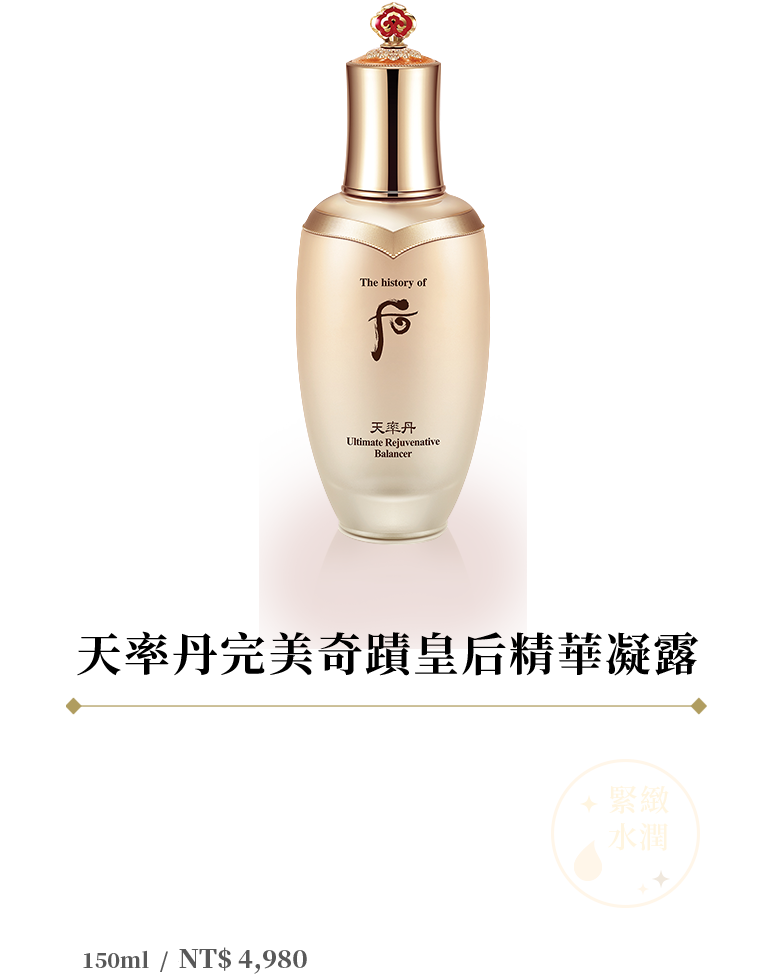 The history of
后
天率丹
Ultimate Rejuvenative
Balancer
天率丹完美奇蹟皇后精華凝露
緊緻
水潤
150ml / NT$ 4,980